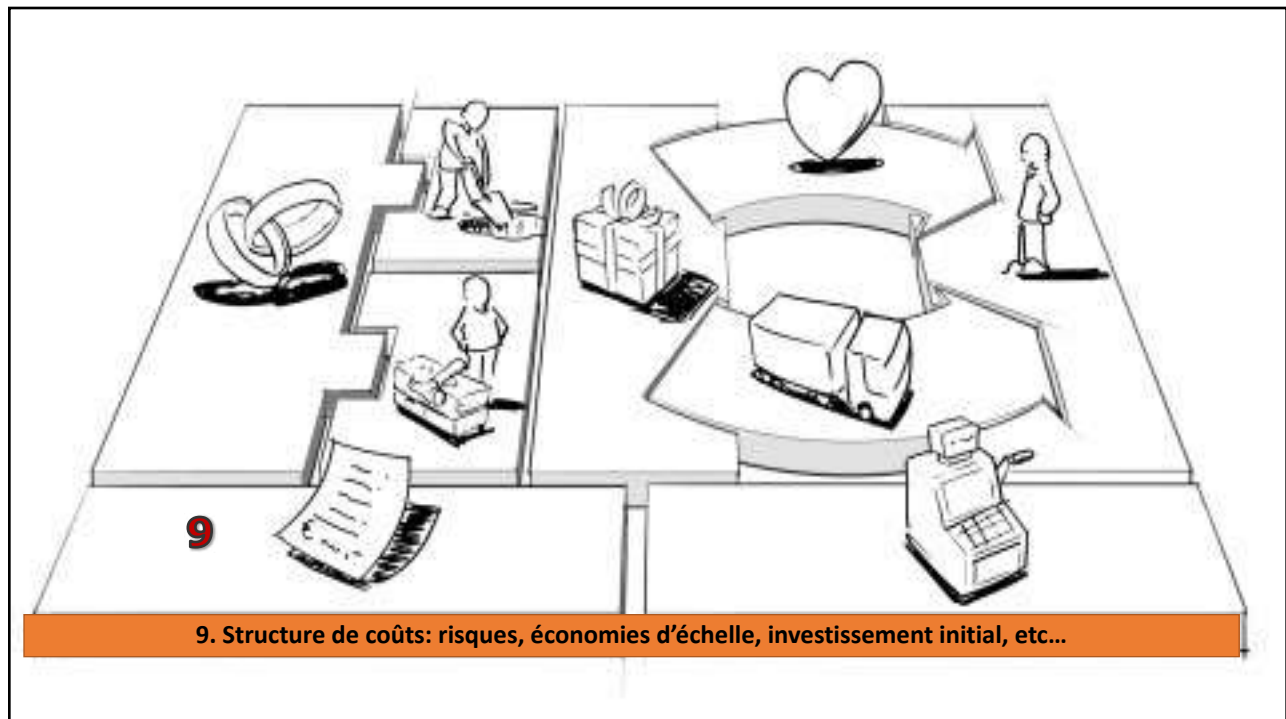 9
9. Structure de coûts: risques, économies d’échelle, investissement initial, etc…